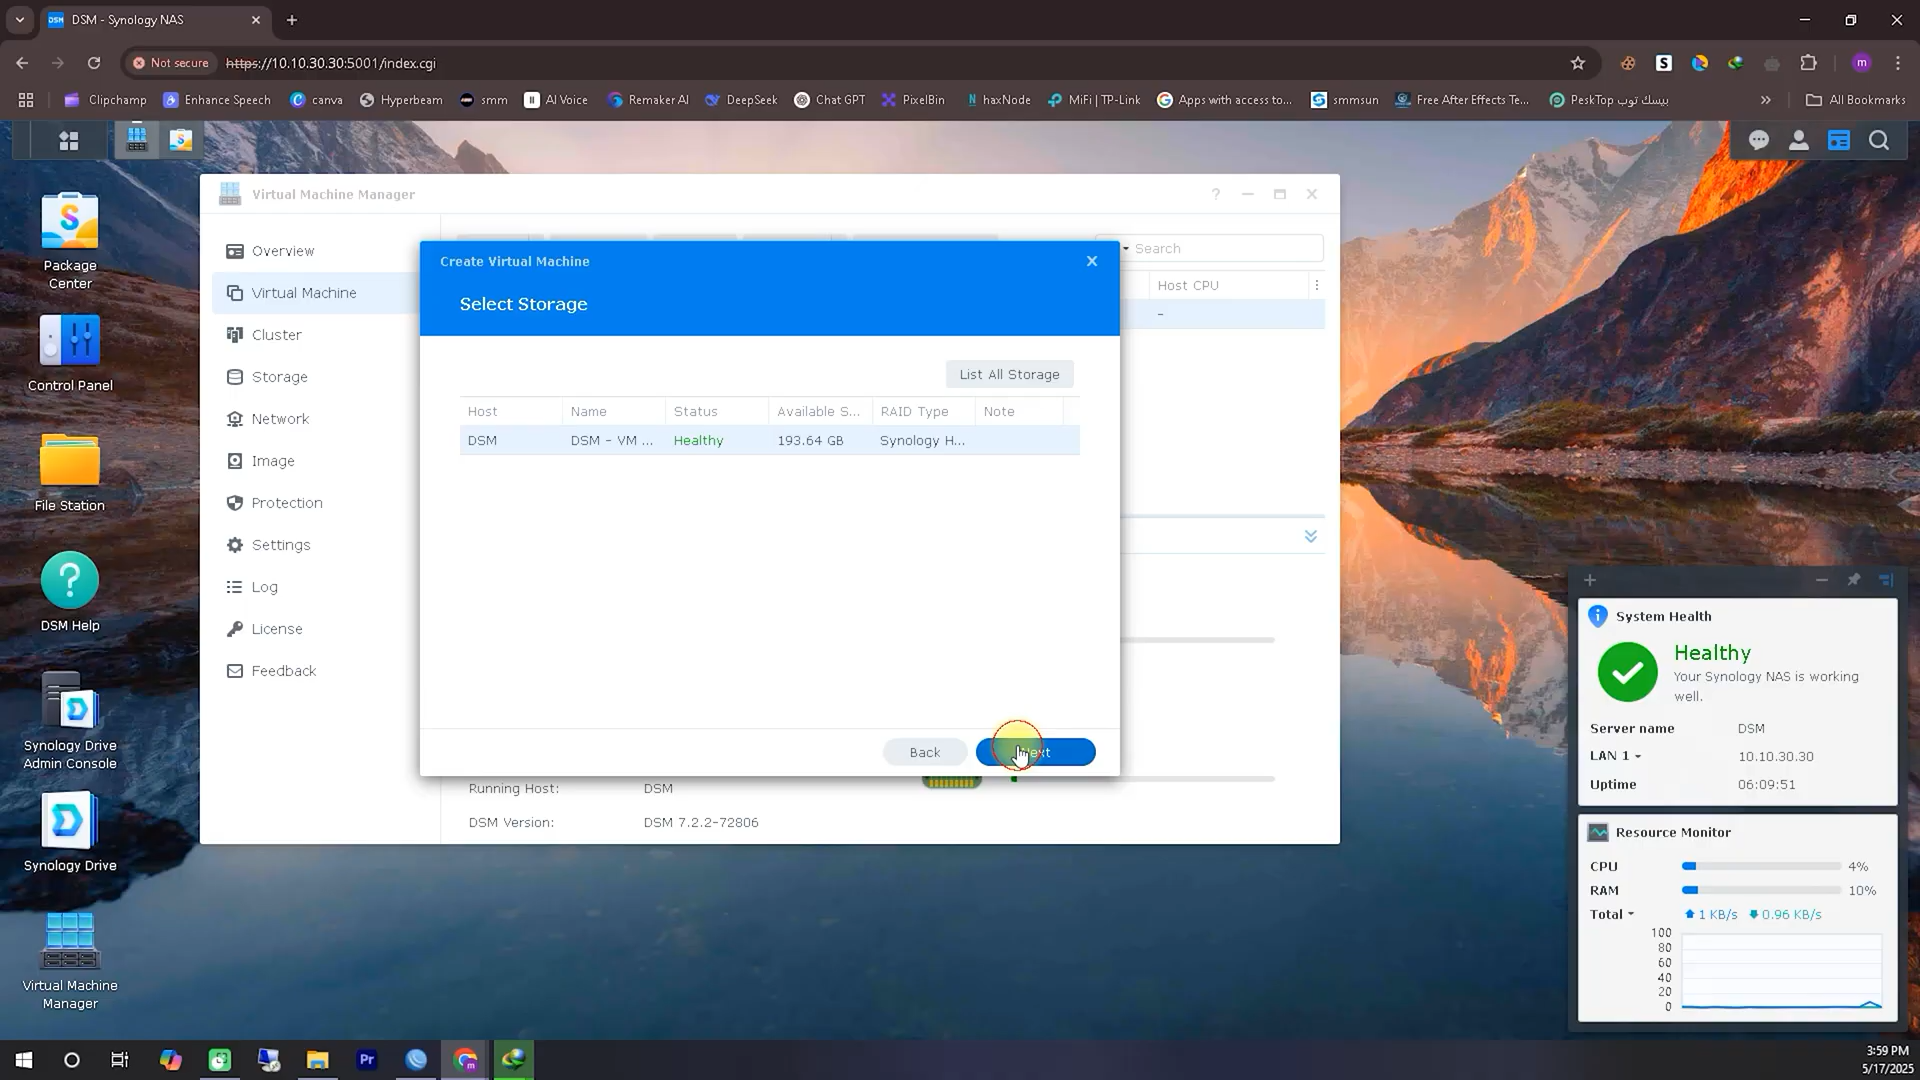 DSM - Synology NAS
Not secure
https://10.10.30.30:5001/index.cgi
m
Clipchamp
Enhance Speech
canva
Hyperbeam
smm
AI Voice
Remaker AI
DeepSeek
Chat GPT
PixelBin
haxNode
MiFi | TP-Link
Apps with access to...
smmsun
Free After Effects Te...
PeskTop بيسك توب
All Bookmarks
Package
Center
Control Panel
File Station
DSM Help
Synology Drive
Admin Console
Synology Drive
Virtual Machine
Manager
Virtual Machine Manager
Overview
Virtual Machine
Cluster
Storage
Network
Image
Protection
Settings
Log
License
Feedback
Search
Host CPU
-
Create Virtual Machine
Select Storage
List All Storage
Host Name Status Available S... RAID Type Note
DSM DSM - VM ... Healthy 193.64 GB Synology H...
Back
Running Host: DSM
DSM Version: DSM 7.2.2-72806
System Health
Healthy
Your Synology NAS is working
well.
Server name DSM
LAN 1 10.10.30.30
Uptime 06:09:51
Resource Monitor
CPU 4%
RAM 10%
Total 1 KB/s 0.96 KB/s
100
80
60
40
20
0
Pr
3:59 PM
5/17/2025